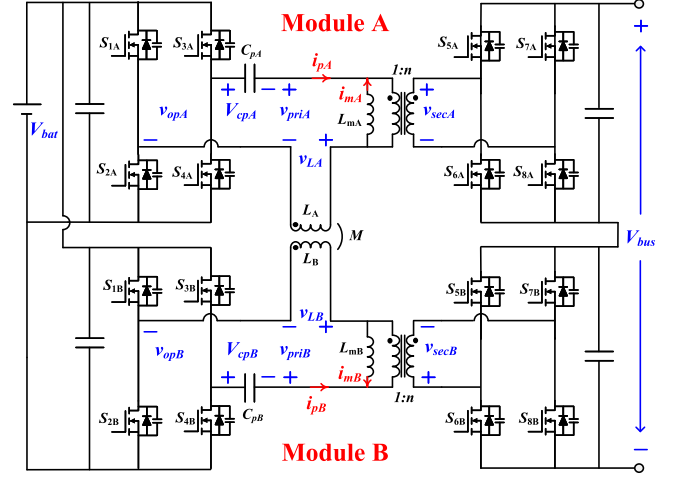 Module A
S1A
S3A
CpA
ipA
1:n
S5A
S7A
+
+
−
imA
+
Vbat
vopA
VcpA
vpriA
LmA
vsecA
−
−
+
−
vLA
S2A
S4A
S6A
S8A
LA
M
Vbus
LB
S1B
S3B
S5B
S7B
vLB
−
−
+
−
vopB
VcpB
vpriB
LmB
vsecB
+
−
+
imB
+
CpB
ipB
1:n
S2B
S4B
S6B
S8B
−
Module B